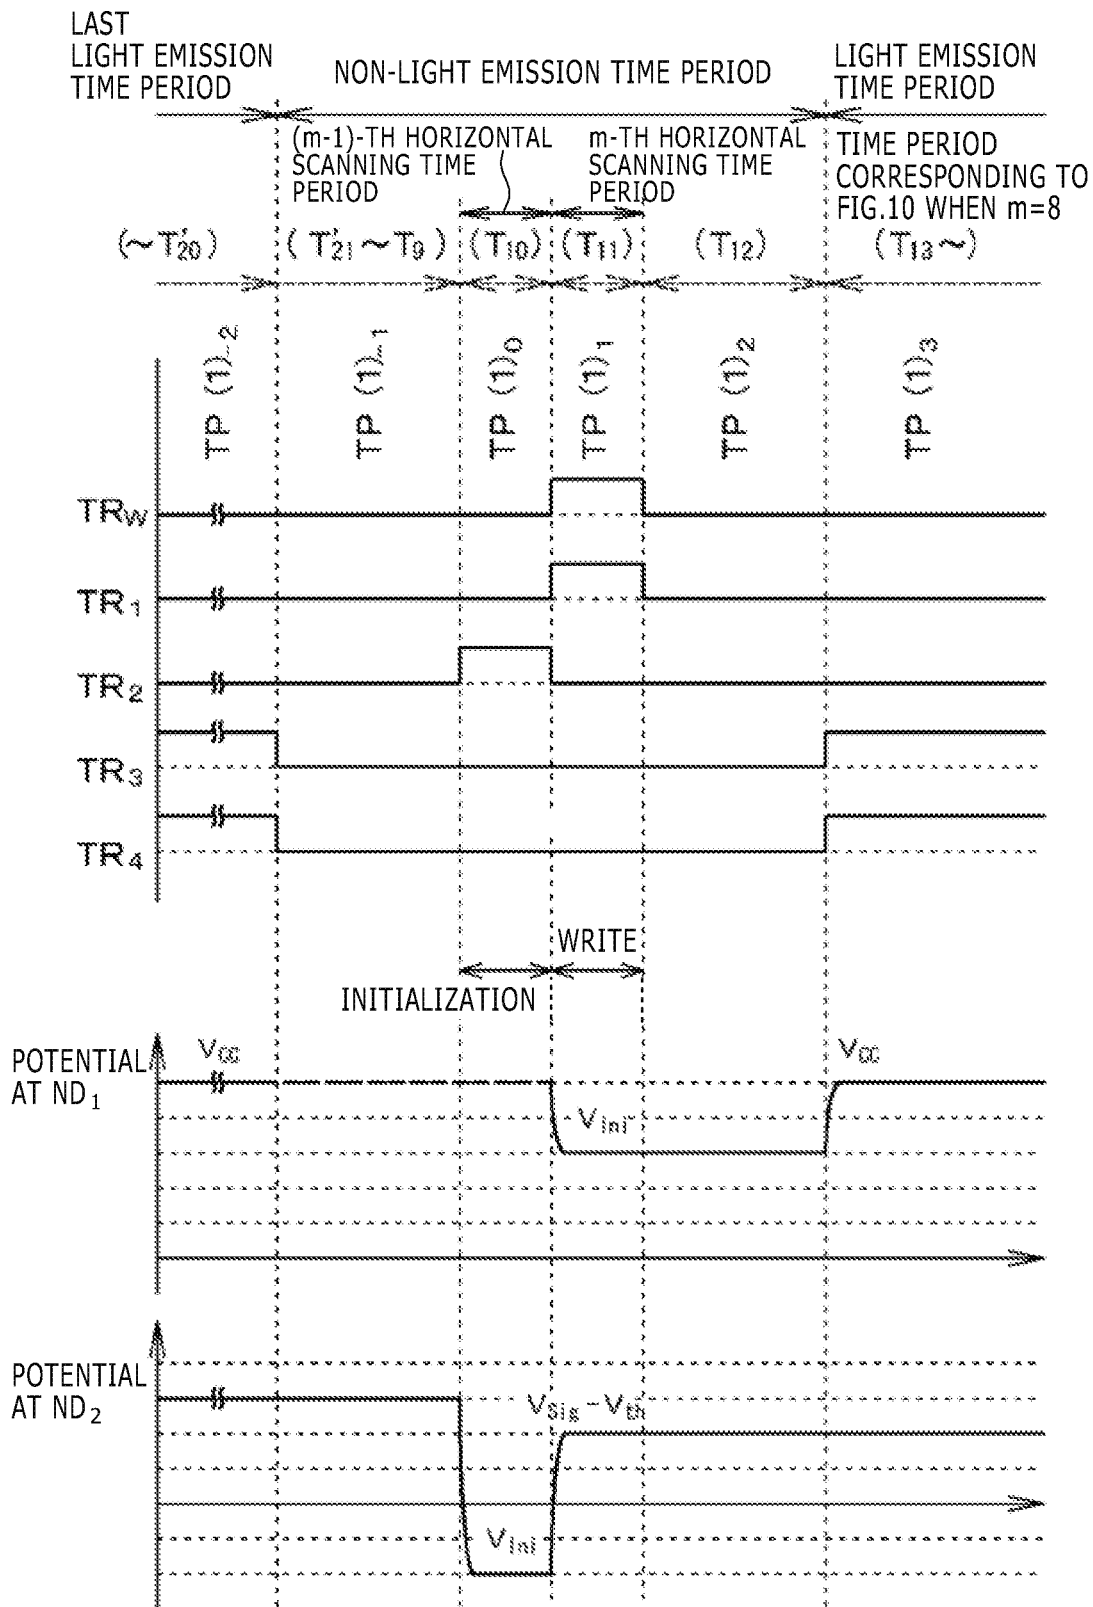 LAST
LIGHT EMISSION
TIME PERIOD
NON-LIGHT EMISSION TIME PERIOD
LIGHT EMISSION
TIME PERIOD
(m-1)-TH HORIZONTAL
SCANNING TIME
PERIOD
m-TH HORIZONTAL
SCANNING TIME
PERIOD
TIME PERIOD
CORRESPONDING TO
FIG.10 WHEN m=8
(~T'20)
(T'21~T9)
(T10)
(T11)
(T12)
(T13~)
TP (1)-2
TP (1)-1
TP (1)0
TP (1)1
TP (1)2
TP (1)3
TRW
TR1
TR2
TR3
TR4
WRITE
INITIALIZATION
POTENTIAL
AT ND1
VCC
VIni
VCC
POTENTIAL
AT ND2
VSig-Vth
VIni